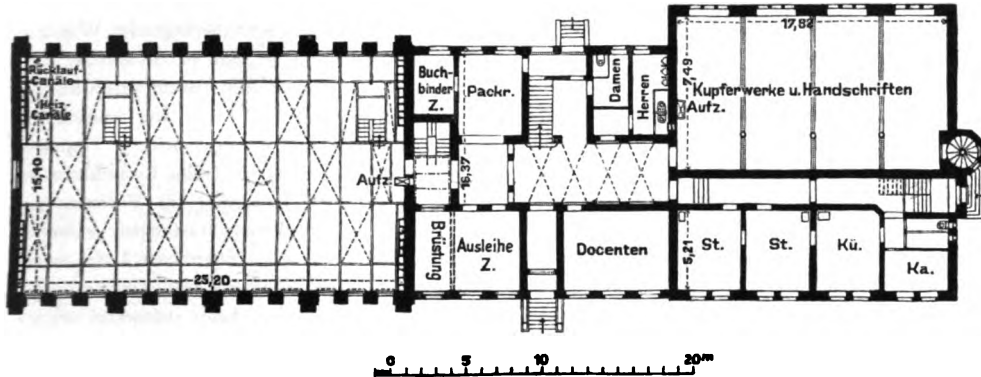 17,82
Rücklauf-
Canäle
Heiz-
Canäle
15,40
25,20
Buch-
binder
Z.
Packr.
Damen
Herren
7,49
Kupferwerke u. Handschriften
Aufz.
Aufz.
16,37
Brüstung
Ausleihe
Z.
Docenten
5,21
St.
St.
Kü.
Ka.
0 5 10 20m